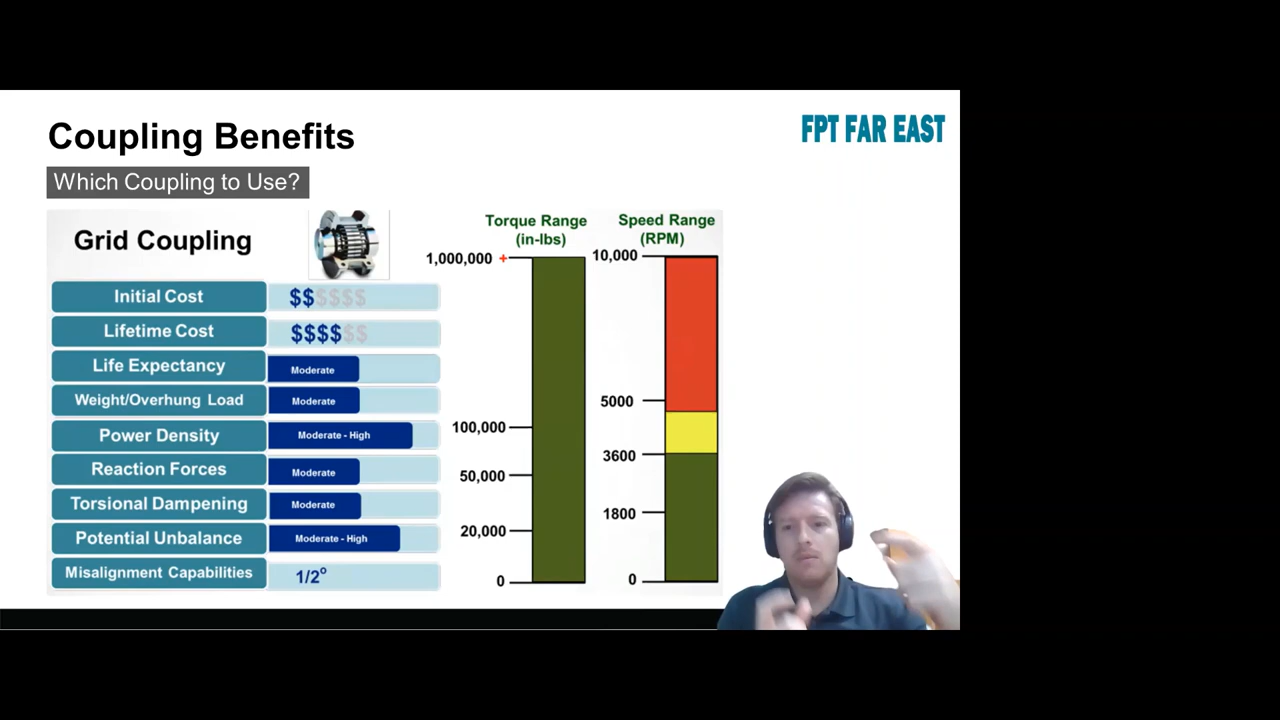 Coupling Benefits
FPT FAR EAST
Which Coupling to Use?
Grid Coupling
Initial Cost
$$$$$$
Lifetime Cost
$$$$$$
Life Expectancy
Moderate
Weight/Overhung Load
Moderate
Power Density
Moderate - High
Reaction Forces
Moderate
Torsional Dampening
Moderate
Potential Unbalance
Moderate - High
Misalignment Capabilities
1/2°
Torque Range
(in-lbs)
1,000,000 +
100,000
50,000
20,000
0
Speed Range
(RPM)
10,000
5000
3600
1800
0